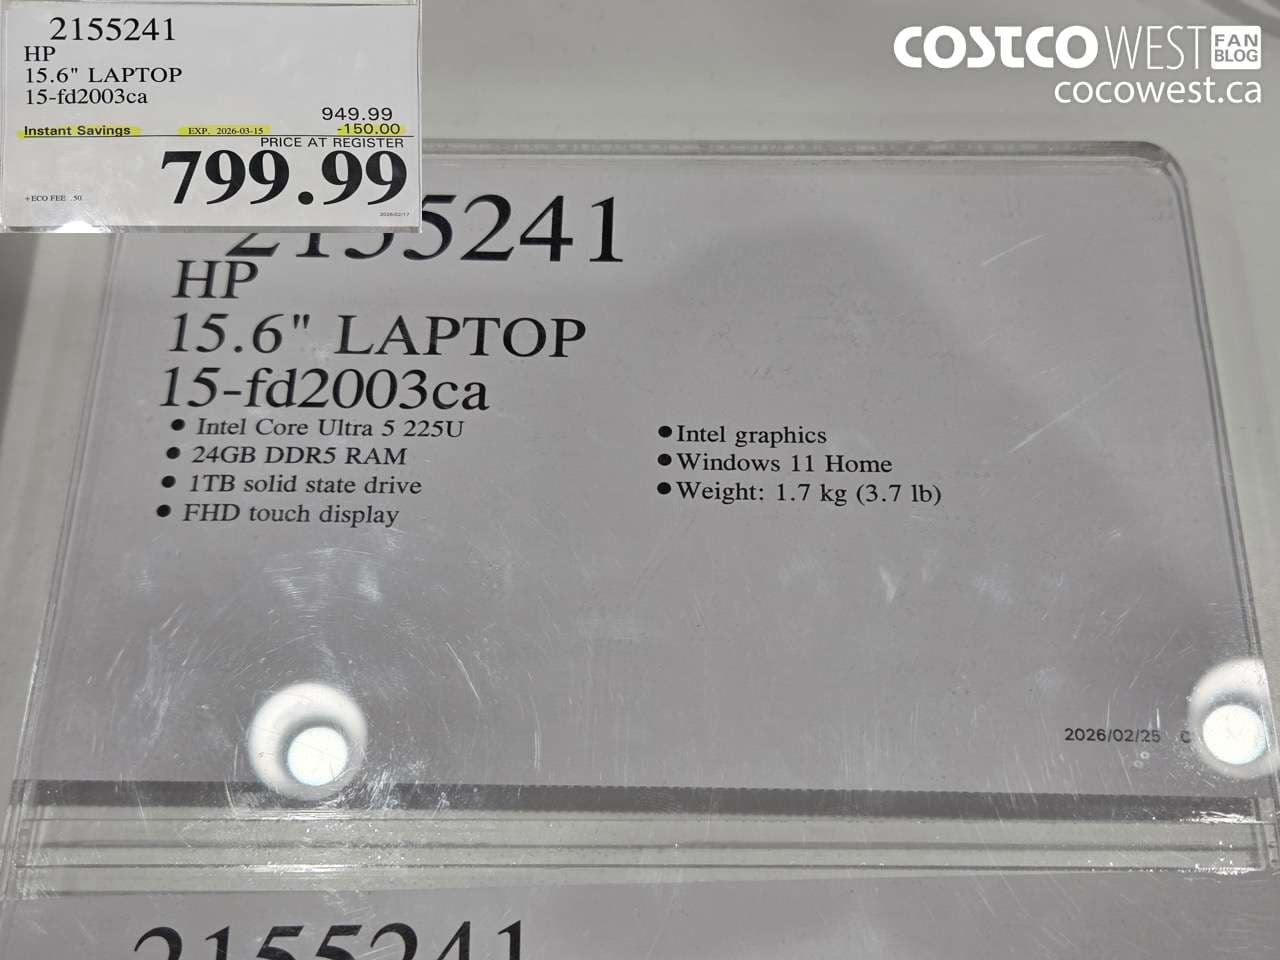 2155241
HP
15.6" LAPTOP
15-fd2003ca
949.99
Instant Savings EXP. 2026-03-15 -150.00
PRICE AT REGISTER
799.99
+ECO FEE .50
2026/02/17
COSTCO WEST FAN BLOG
cocowest.ca
2155241
HP
15.6" LAPTOP
15-fd2003ca
• Intel Core Ultra 5 225U
• 24GB DDR5 RAM
• 1TB solid state drive
• FHD touch display
• Intel graphics
• Windows 11 Home
• Weight: 1.7 kg (3.7 lb)
2026/02/25 C
2155241